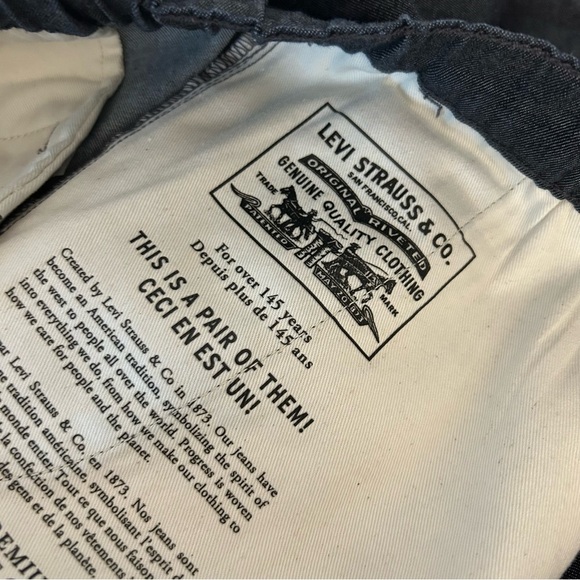 LEVI STRAUSS & CO.
SAN FRANCISCO, CAL.
ORIGINAL RIVETED
GENUINE QUALITY CLOTHING
TRADE MARK
PATENTED MAY 20 1873
For over 145 years
Depuis plus de 145 ans
THIS IS A PAIR OF THEM!
CECI EN EST UN!
Created by Levi Strauss & Co in 1873. Our jeans have
become an American tradition, symbolizing the spirit of
the west to people all over the world. Progress is woven
into everything we do from how we make our clothing to
how we care for people and the planet.
ar Levi Strauss & Co. en 1873. Nos jeans sont
ne tradition américaine, symbolisant l'esprit d
monde entier. Tout ce que nous faison
de la confection de nos vêtements
des gens et de la planète.
REMIU